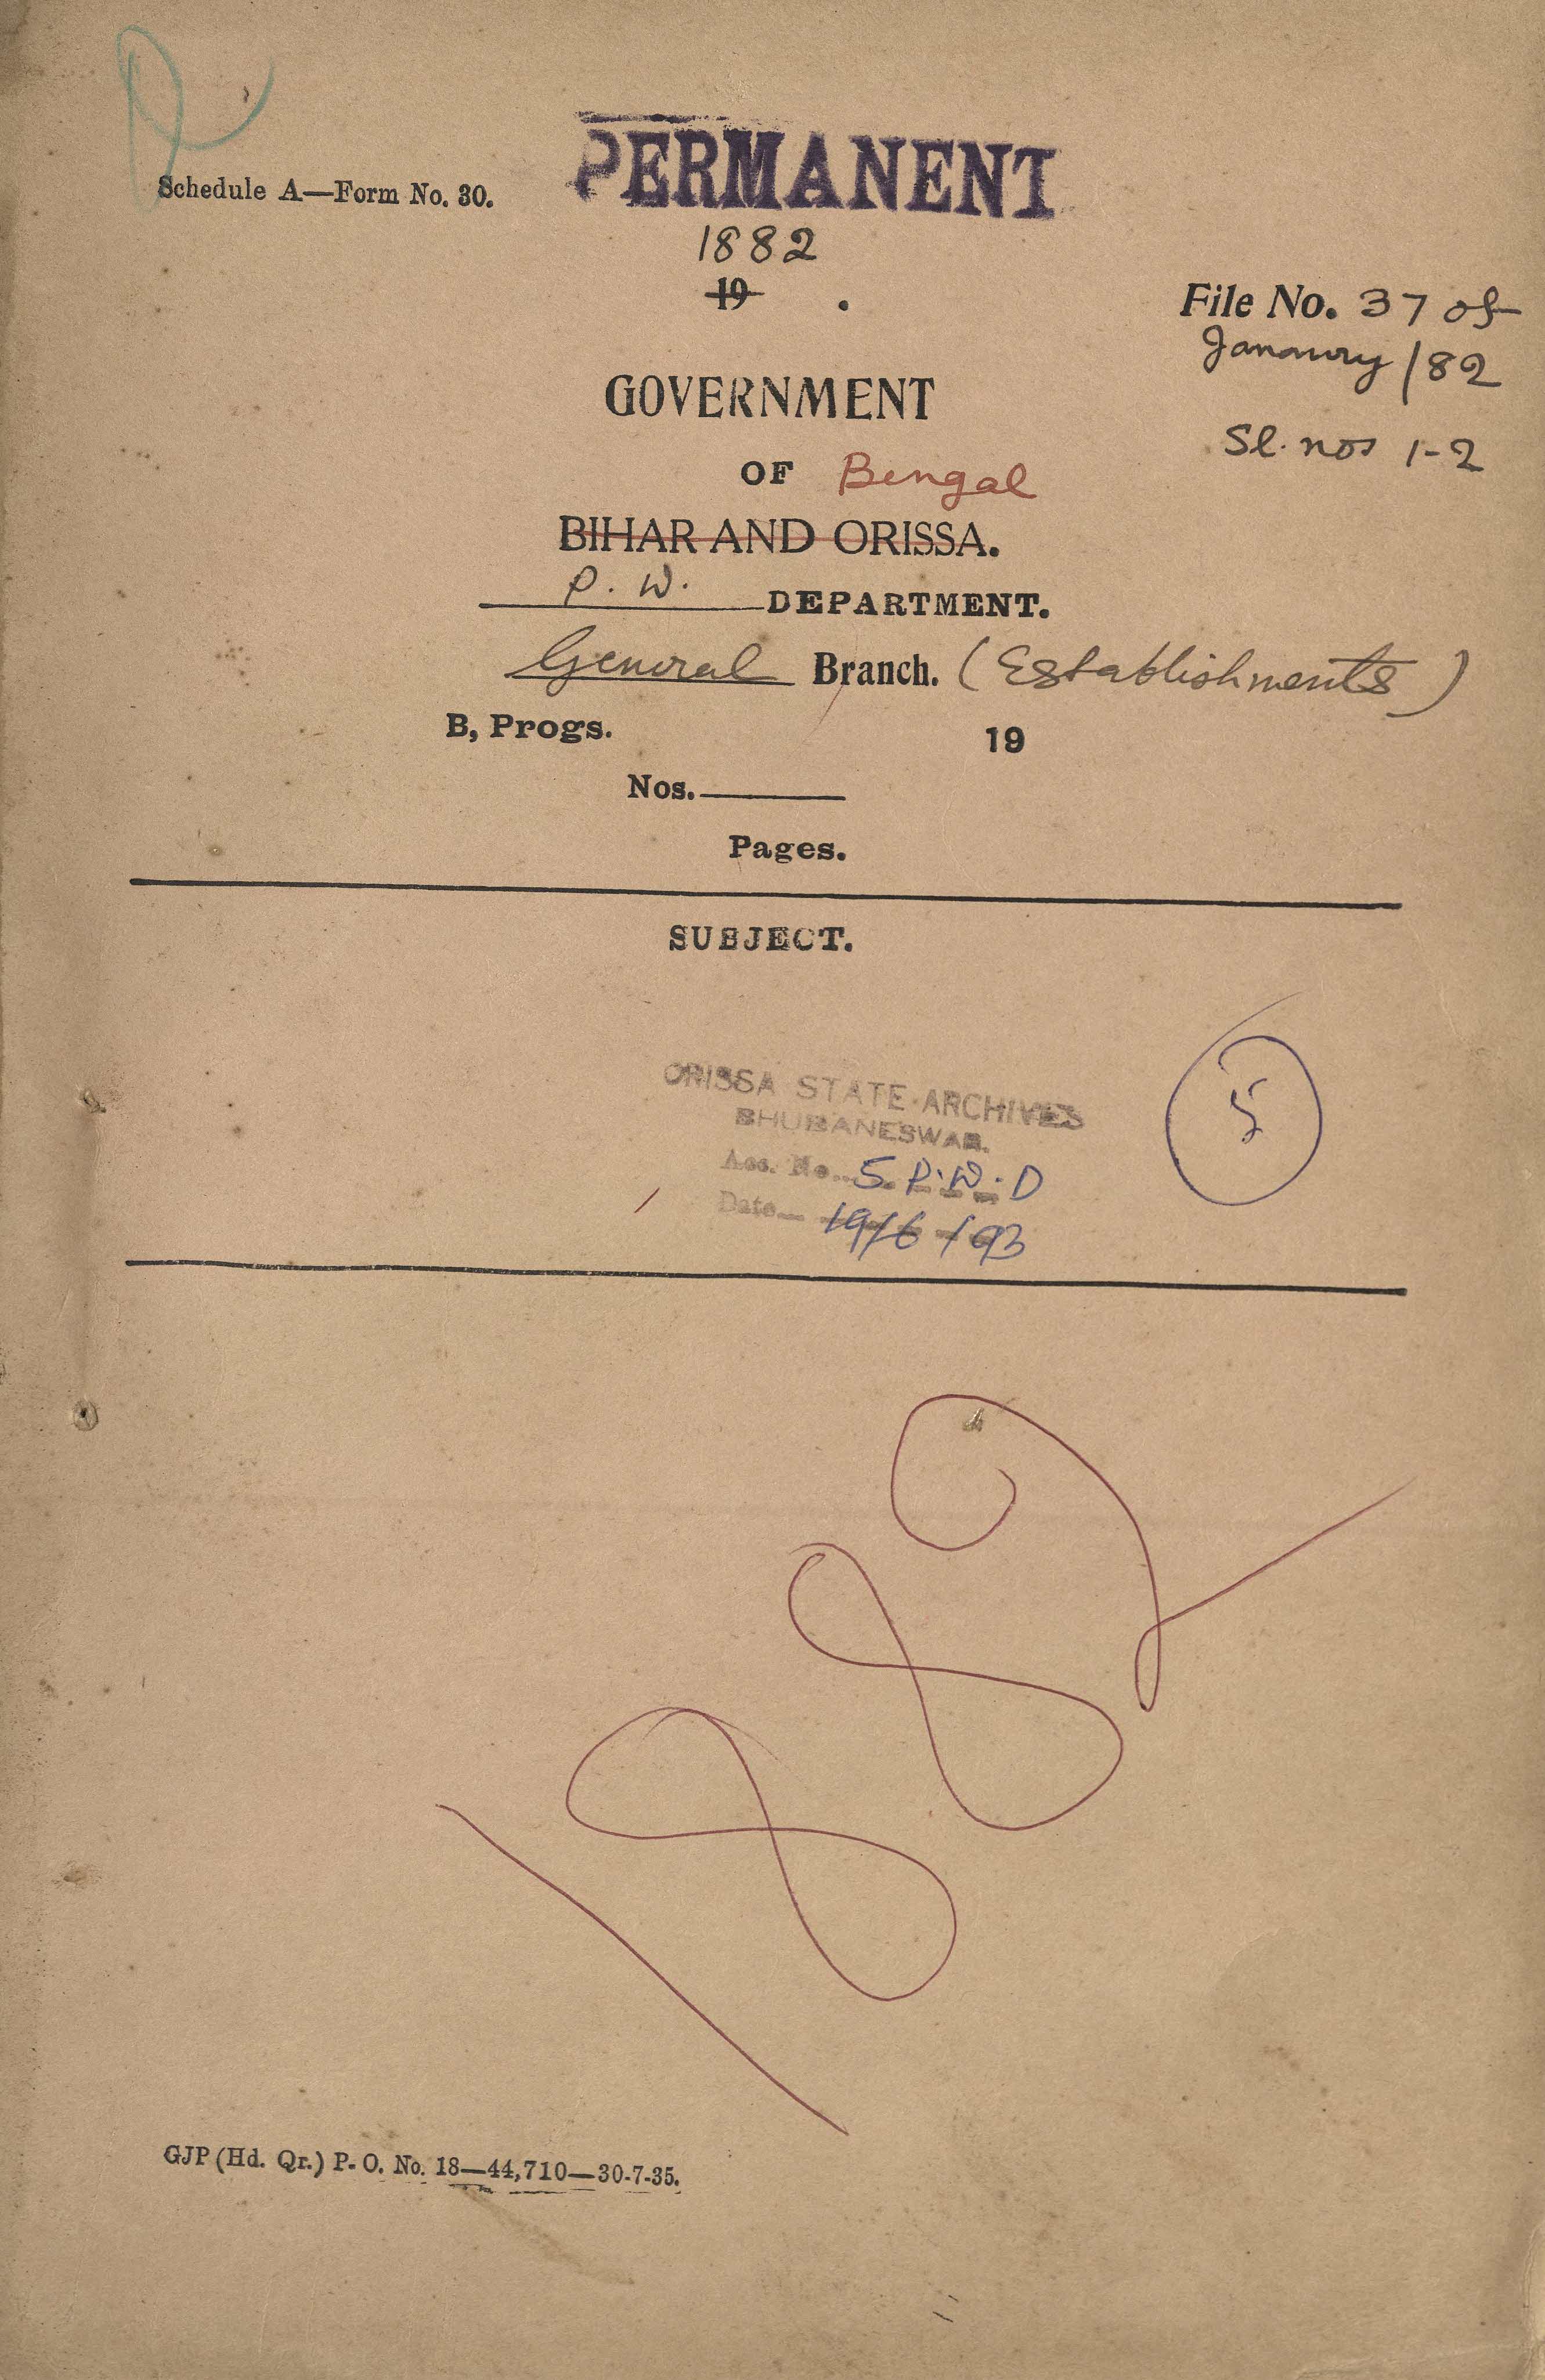 Schedule A—Form No. 30.
PERMANENT
1882
19 .
File No. 37 of
Janaury /82
Sl. nos 1-2
GOVERNMENT
OF Bengal
BIHAR AND ORISSA.
P. W. DEPARTMENT.
General Branch. (Establishments)
B, Progs. 19
Nos.
Pages.
SUBJECT.
ORISSA STATE ARCHIVES
BHUBANESWAR.
Acc. No. 5. P.W.D
Date 19/6/93
5
1882
GJP (Hd. Qr.) P. O. No. 18—44,710—30-7-35.